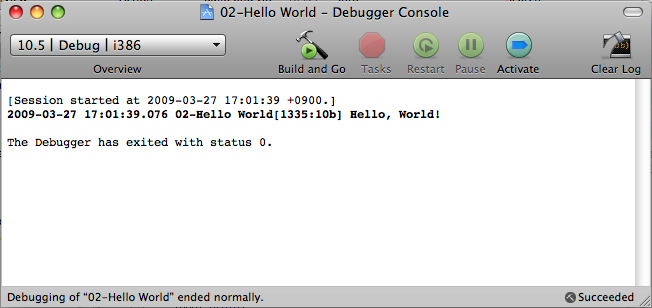 02-Hello World - Debugger Console
10.5 | Debug | i386
Overview
Build and Go
Tasks
Restart
Pause
Activate
Clear Log
[Session started at 2009-03-27 17:01:39 +0900.]
2009-03-27 17:01:39.076 02-Hello World[1335:10b] Hello, World!
The Debugger has exited with status 0.
Debugging of “02-Hello World” ended normally.
Succeeded